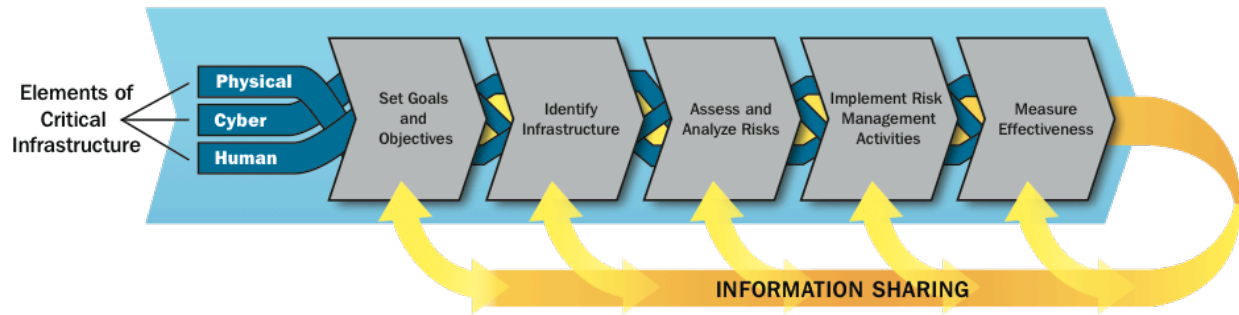 Elements of
Critical
Infrastructure
Physical
Cyber
Human
Set Goals
and
Objectives
Identify
Infrastructure
Assess and
Analyze Risks
Implement Risk
Management
Activities
Measure
Effectiveness
INFORMATION SHARING